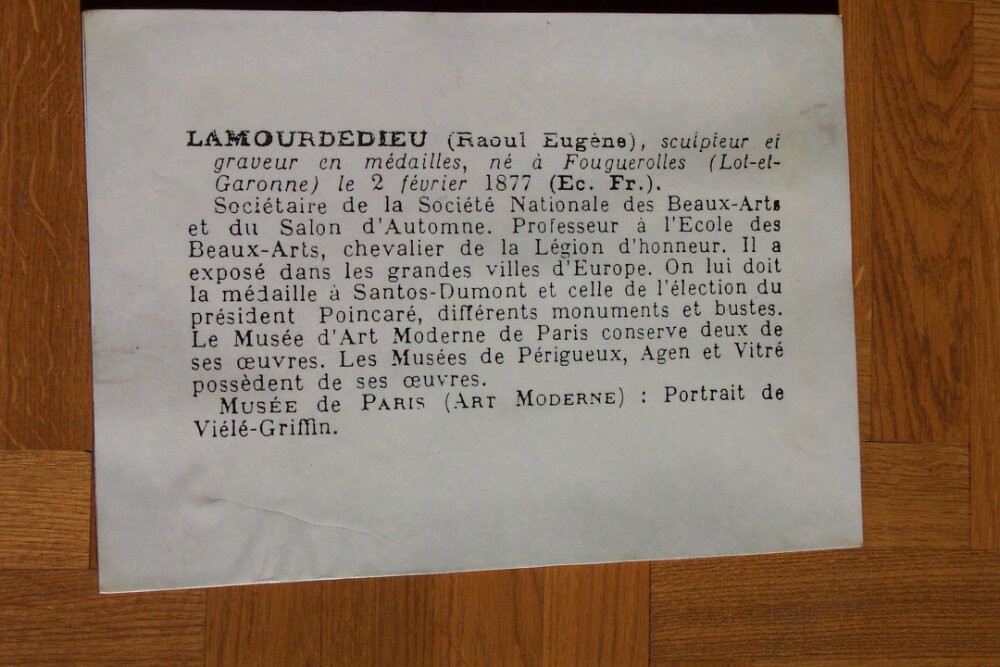 LAMOURDEDIEU (Raoul Eugène), sculpteur et
graveur en médailles, né à Fouguerolles (Lot-et-
Garonne) le 2 février 1877 (Ec. Fr.).
Sociétaire de la Société Nationale des Beaux-Arts
et du Salon d'Automne. Professeur à l'Ecole des
Beaux-Arts, chevalier de la Légion d'honneur. Il a
exposé dans les grandes villes d'Europe. On lui doit
la médaille à Santos-Dumont et celle de l'élection du
président Poincaré, différents monuments et bustes.
Le Musée d'Art Moderne de Paris conserve deux de
ses œuvres. Les Musées de Périgueux, Agen et Vitré
possèdent de ses œuvres.
MUSÉE de PARIS (ART MODERNE) : Portrait de
Viélé-Griffin.